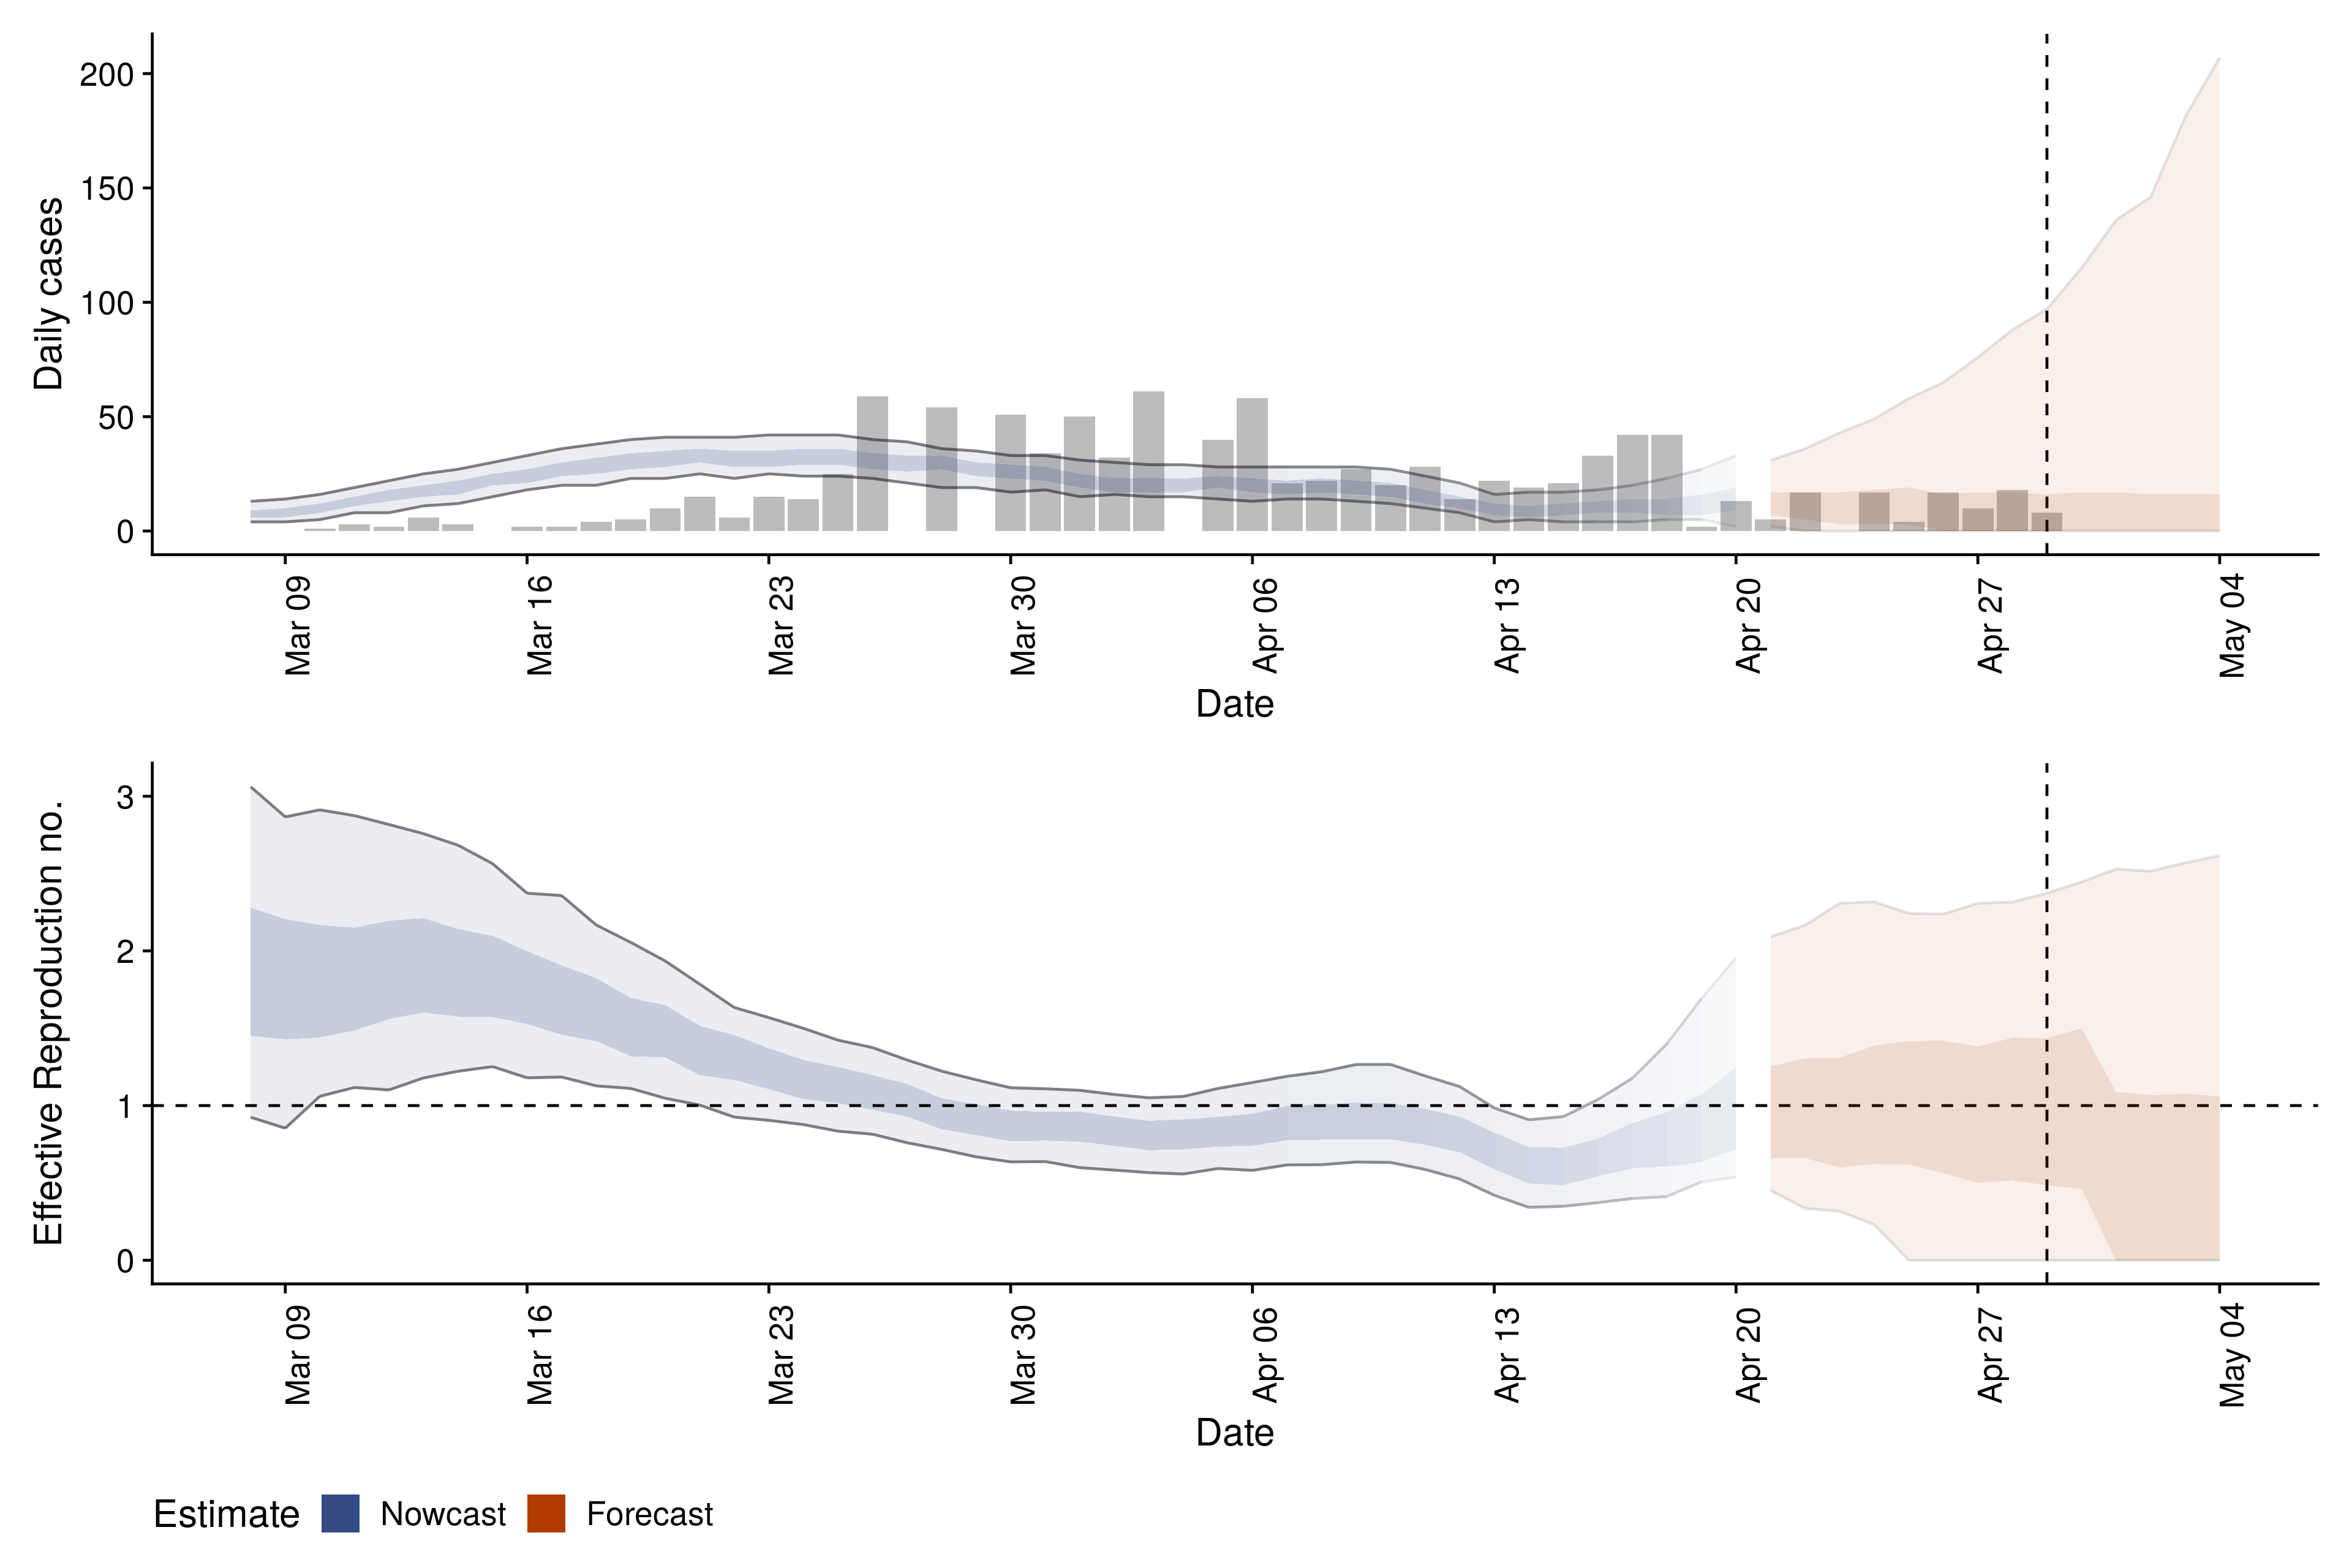 Daily cases
200
150
100
50
0
Mar 09
Mar 16
Mar 23
Mar 30
Apr 06
Apr 13
Apr 20
Apr 27
May 04
Date
Effective Reproduction no.
3
2
1
0
Mar 09
Mar 16
Mar 23
Mar 30
Apr 06
Apr 13
Apr 20
Apr 27
May 04
Date
Estimate Nowcast Forecast